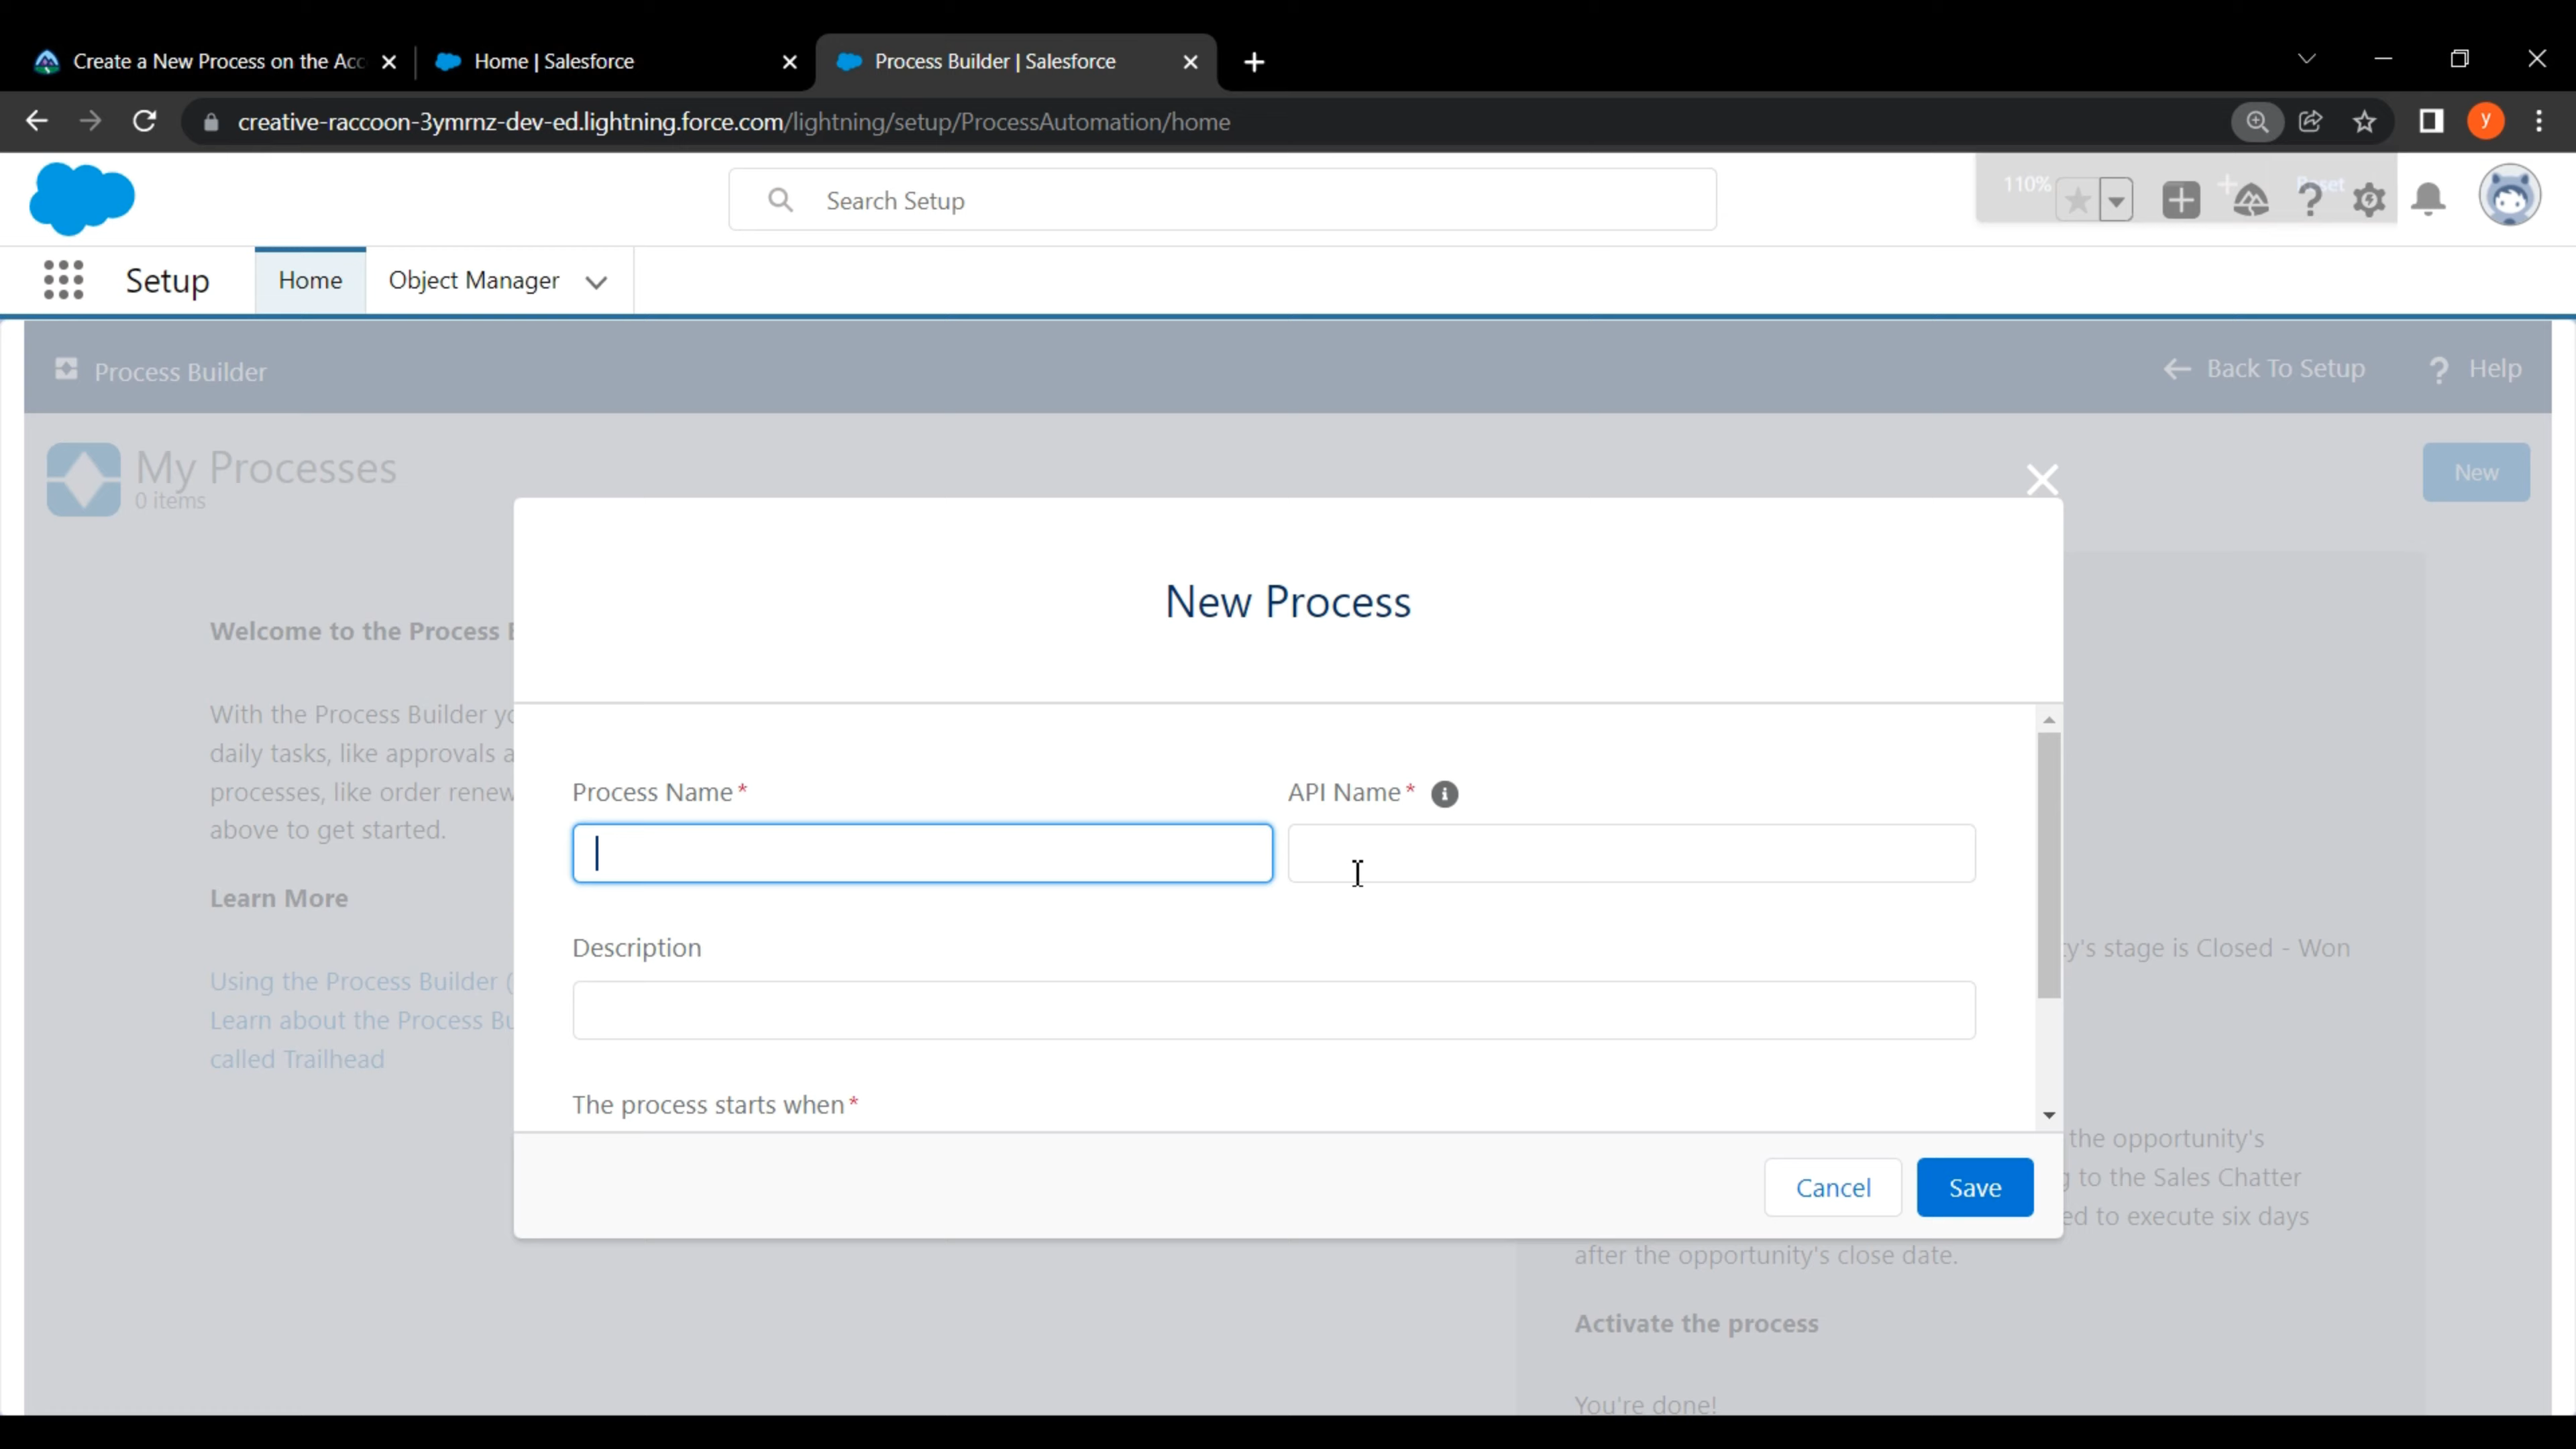 Create a New Process on the Acc
Home | Salesforce
Process Builder | Salesforce
creative-raccoon-3ymrnz-dev-ed.lightning.force.com/lightning/setup/ProcessAutomation/home
y
Search Setup
110%
Reset
Setup
Home
Object Manager
Process Builder
Back To Setup
? Help
My Processes
0 items
New
New Process
Welcome to the Process B
With the Process Builder yo
daily tasks, like approvals a
processes, like order renew
above to get started.
Learn More
Using the Process Builder (
Learn about the Process Bu
called Trailhead
Process Name*
API Name*
Description
The process starts when*
Cancel
Save
y's stage is Closed - Won
the opportunity's
g to the Sales Chatter
ed to execute six days
after the opportunity's close date.
Activate the process
You're done!